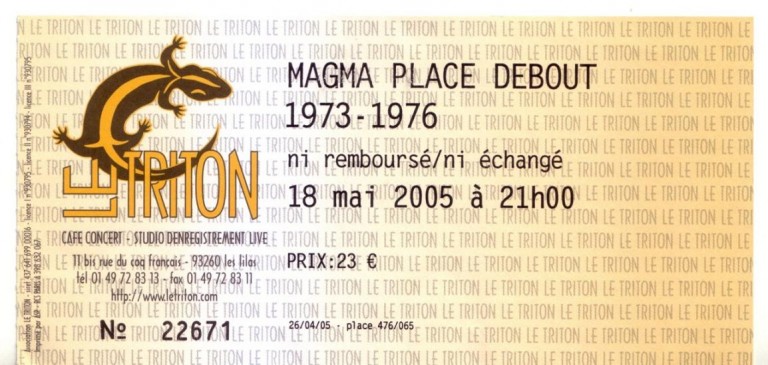 MAGMA PLACE DEBOUT
1973-1976
ni remboursé/ni échangé
18 mai 2005 à 21h00
PRIX:23 €
26/04/05 - place 476/065
LE TRITON
CAFE CONCERT - STUDIO DENREGISTREMENT LIVE
11 bis rue du coq français - 93260 les lilas
tel 01 49 72 83 13 - fax 01 49 72 83 11
http://www.letriton.com
№ 22671